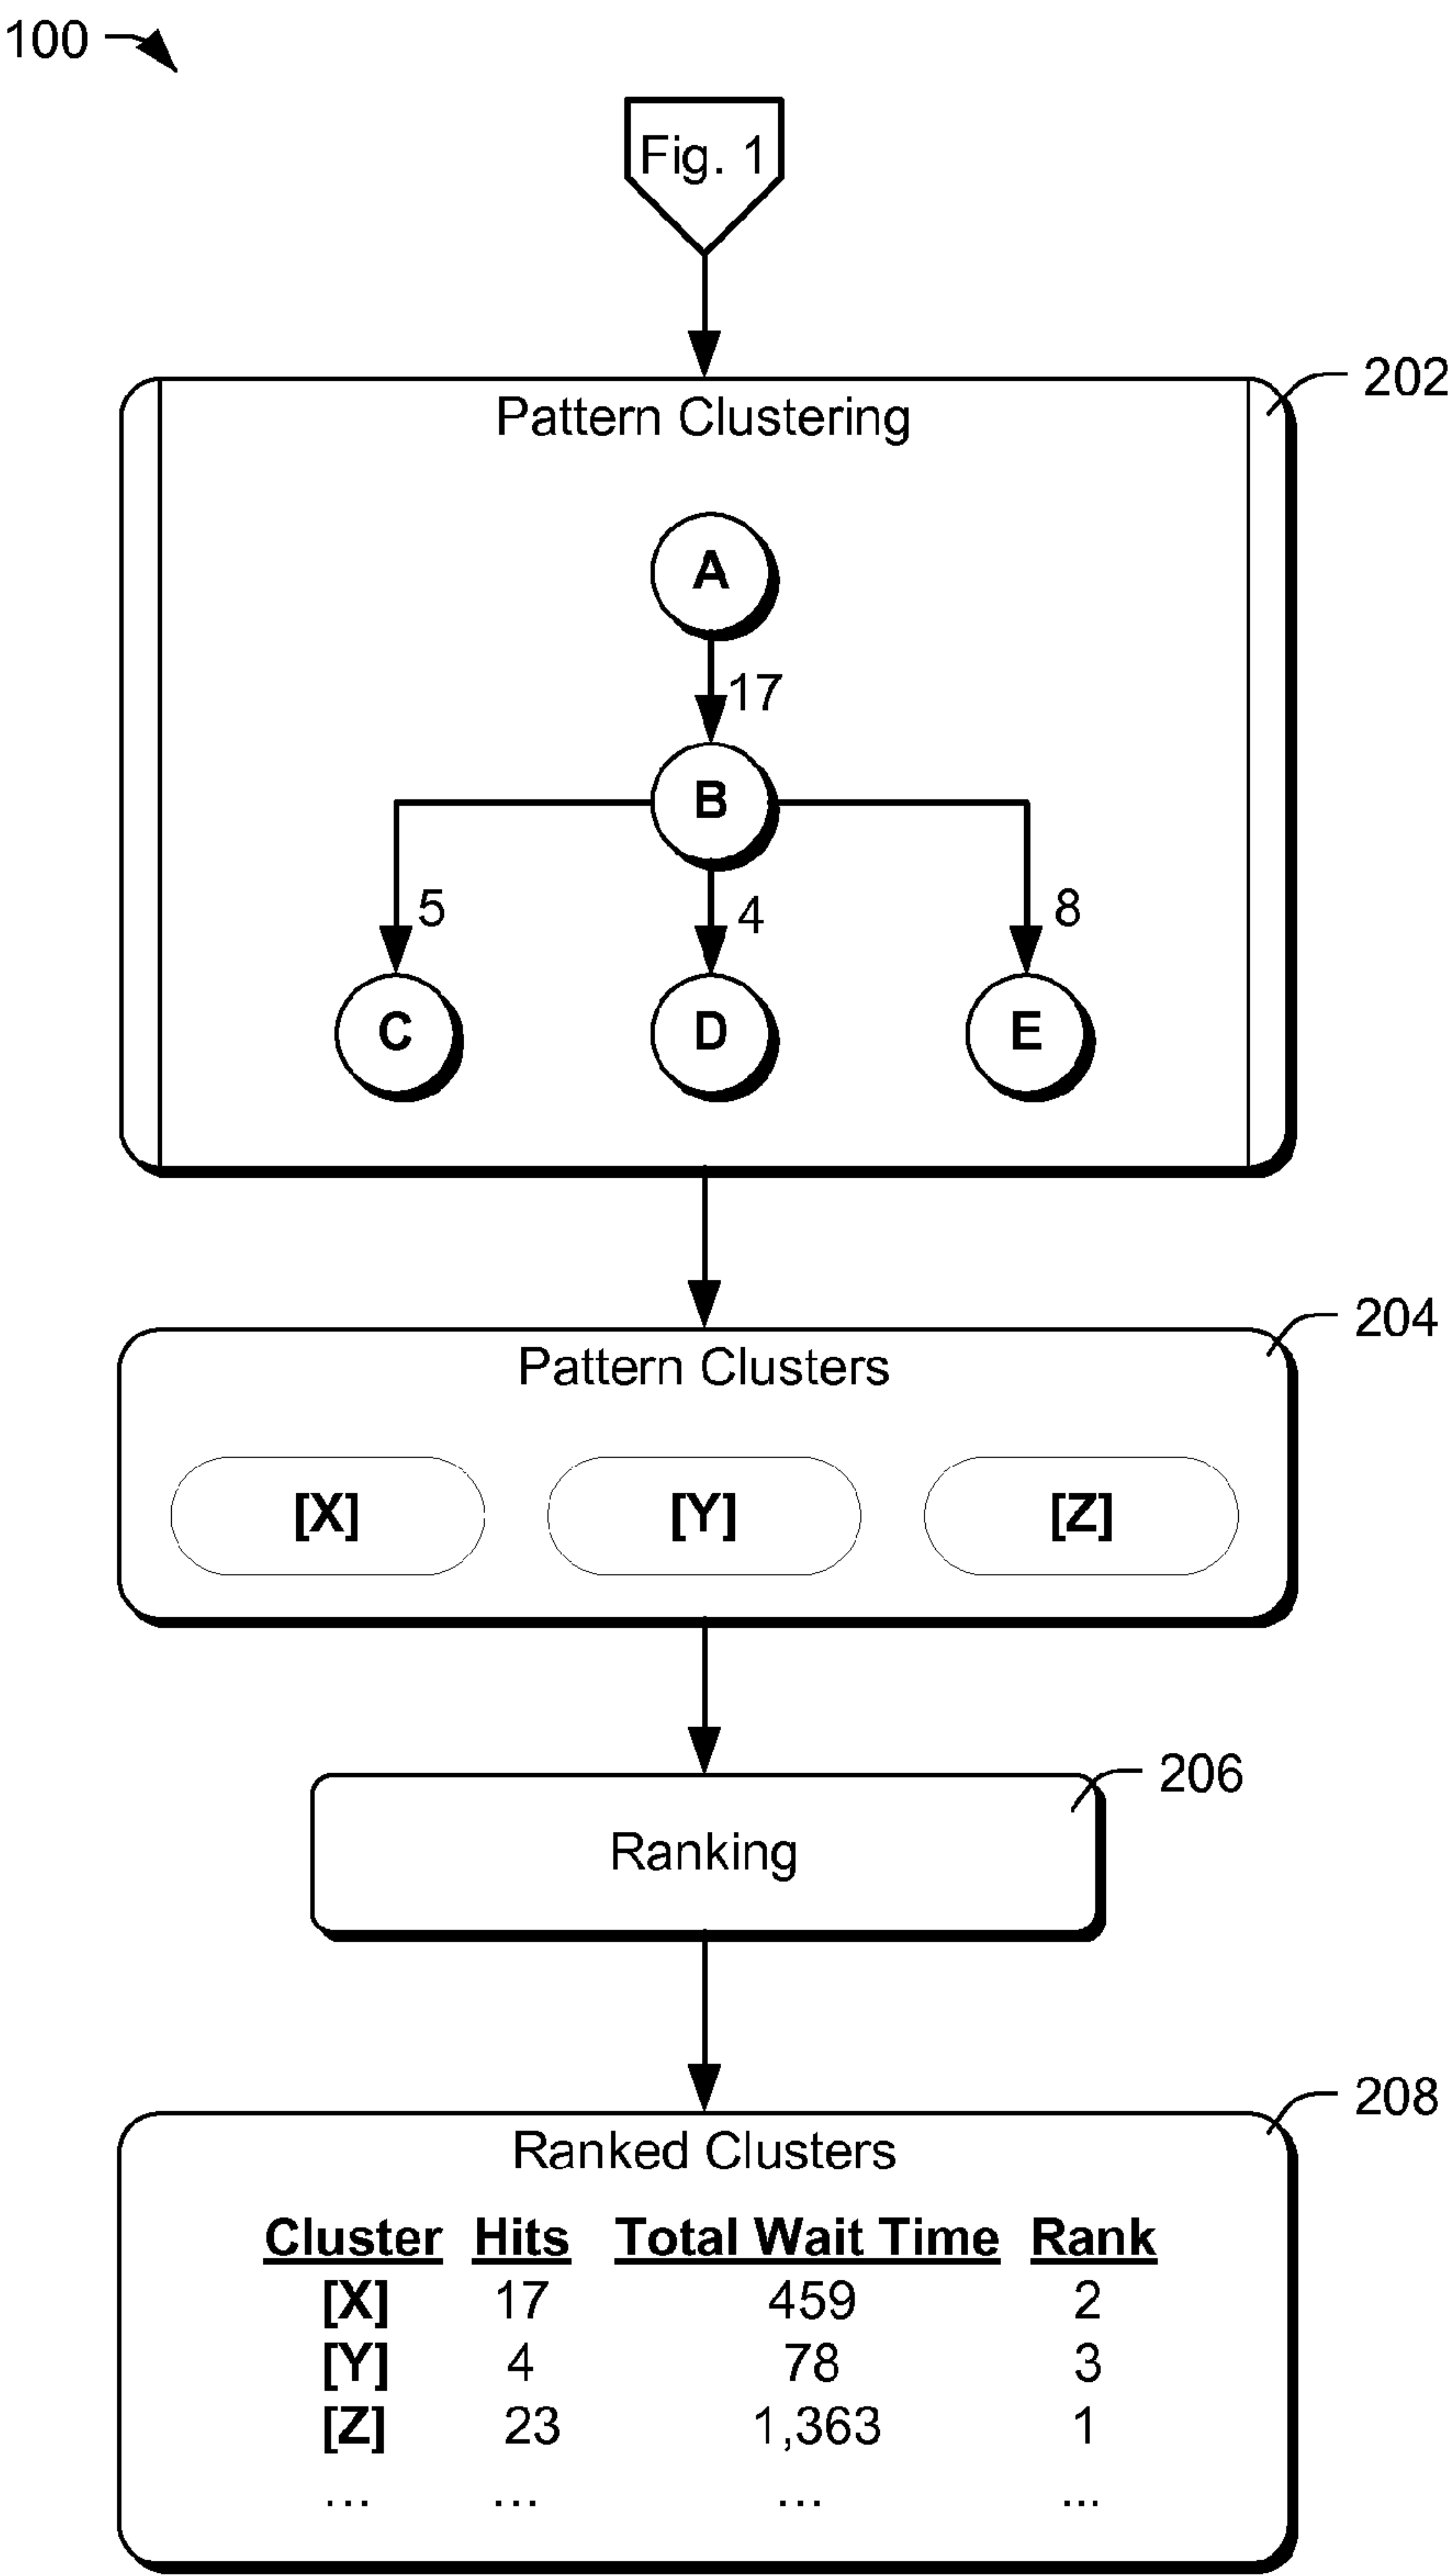 100
Fig. 1
202
Pattern Clustering
A
17
B
5 4 8
C D E
204
Pattern Clusters
[X] [Y] [Z]
206
Ranking
208
Ranked Clusters
Cluster Hits Total Wait Time Rank
[X] 17 459 2
[Y] 4 78 3
[Z] 23 1,363 1
... ... ... ...